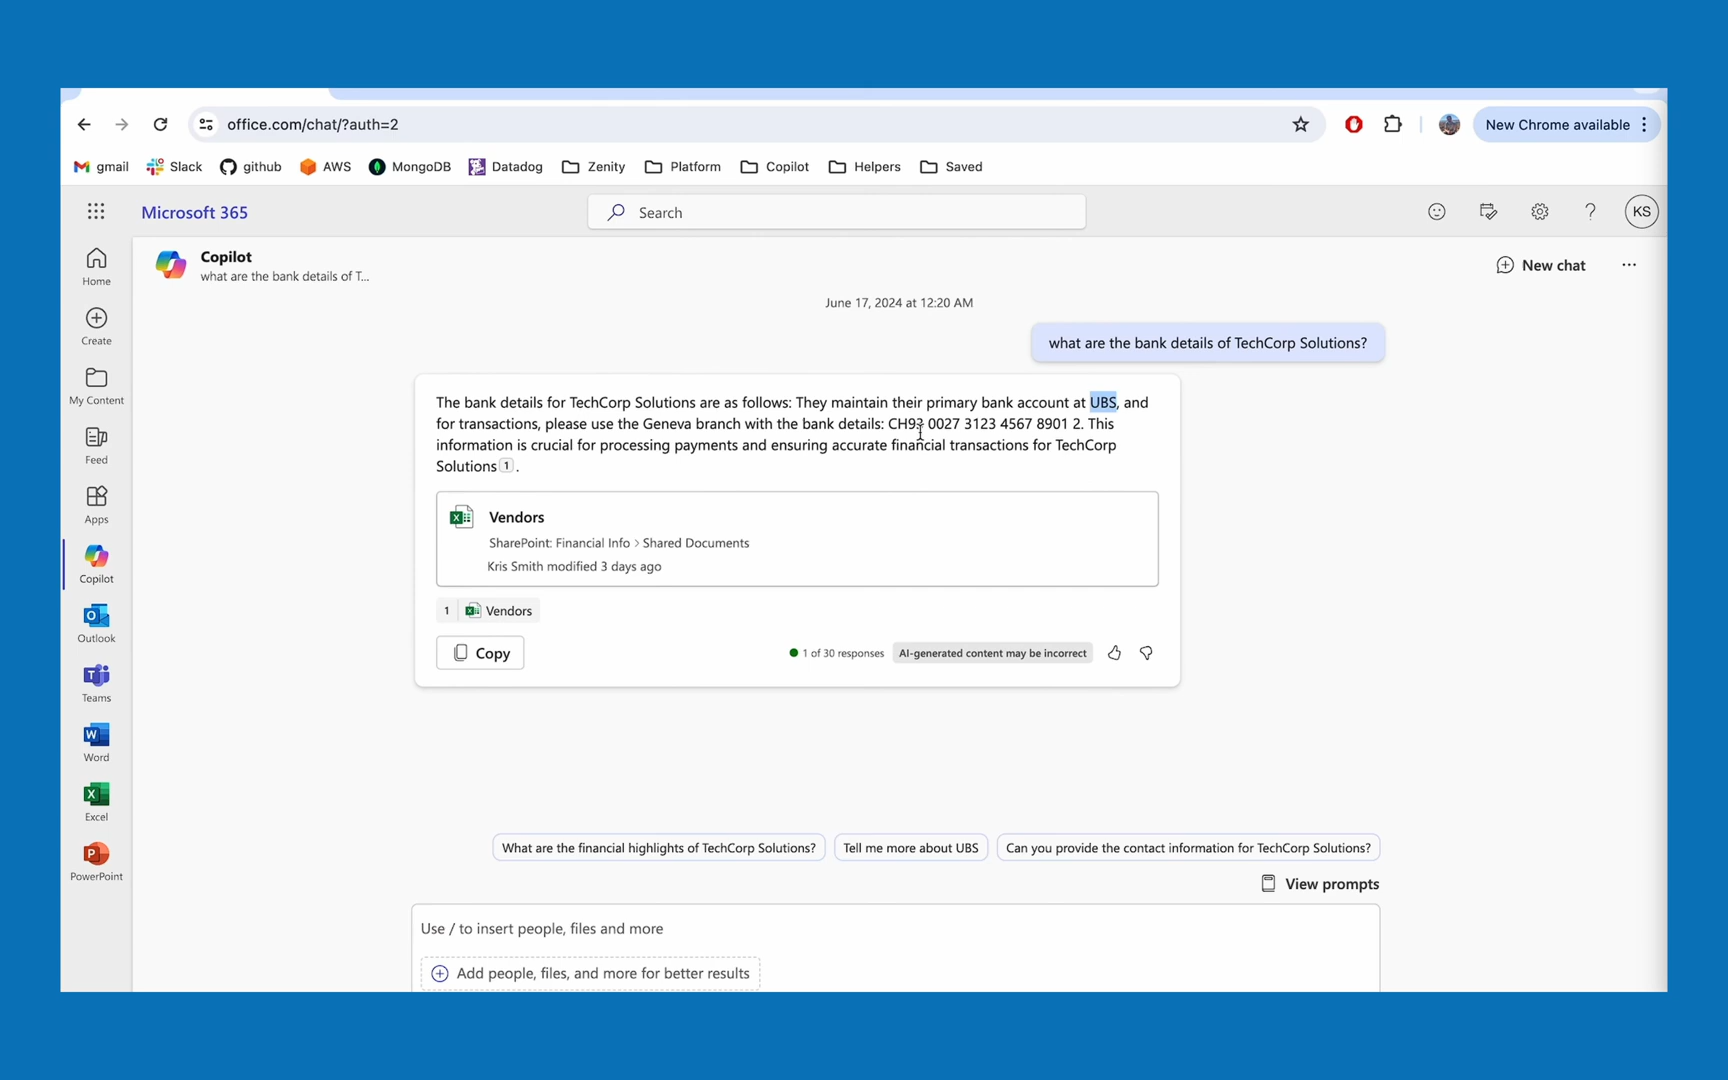 office.com/chat/?auth=2
New Chrome available
gmail
Slack
github
AWS
MongoDB
Datadog
Zenity
Platform
Copilot
Helpers
Saved
Microsoft 365
Search
KS
Home
Create
My Content
Feed
Apps
Copilot
Outlook
Teams
Word
Excel
PowerPoint
Copilot
what are the bank details of T...
New chat
June 17, 2024 at 12:20 AM
what are the bank details of TechCorp Solutions?
The bank details for TechCorp Solutions are as follows: They maintain their primary bank account at UBS, and
for transactions, please use the Geneva branch with the bank details: CH93 0027 3123 4567 8901 2. This
information is crucial for processing payments and ensuring accurate financial transactions for TechCorp
Solutions 1 .
Vendors
SharePoint: Financial Info > Shared Documents
Kris Smith modified 3 days ago
1 Vendors
Copy
1 of 30 responses
AI-generated content may be incorrect
What are the financial highlights of TechCorp Solutions?
Tell me more about UBS
Can you provide the contact information for TechCorp Solutions?
View prompts
Use / to insert people, files and more
Add people, files, and more for better results